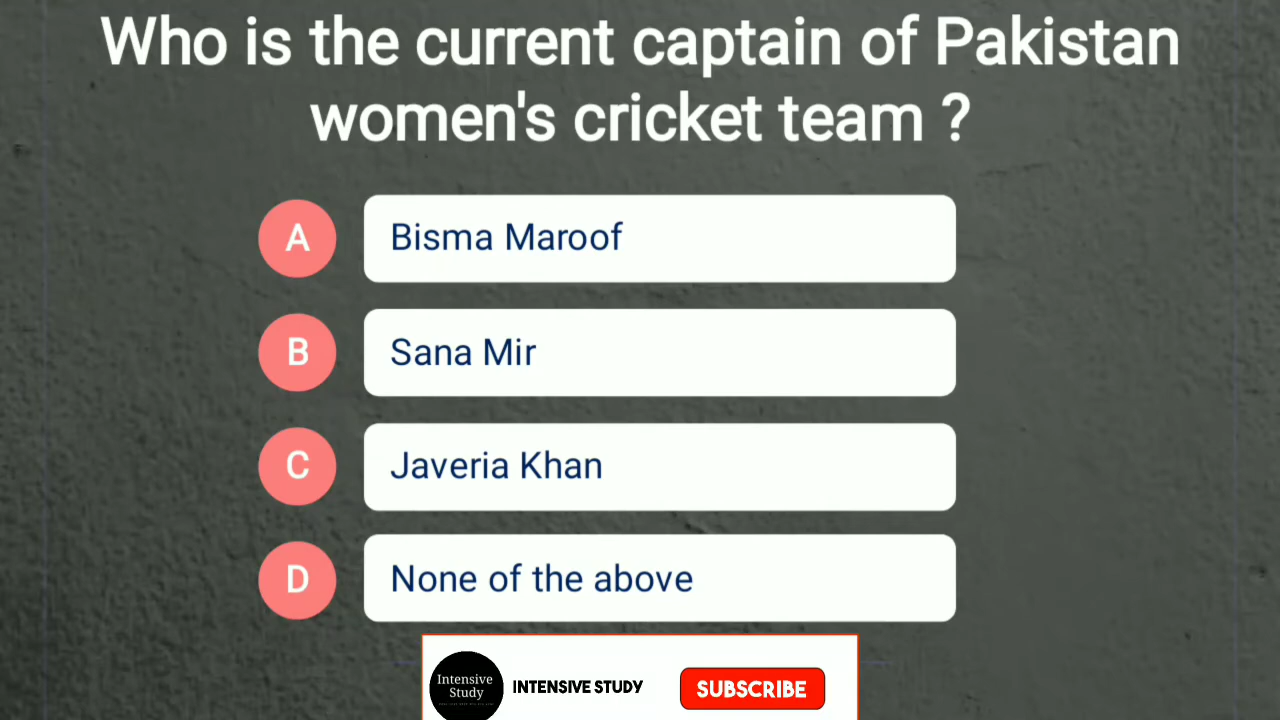 Who is the current captain of Pakistan
women's cricket team ?
A
Bisma Maroof
B
Sana Mir
C
Javeria Khan
D
None of the above
Intensive
Study
INTENSIVE STUDY
SUBSCRIBE